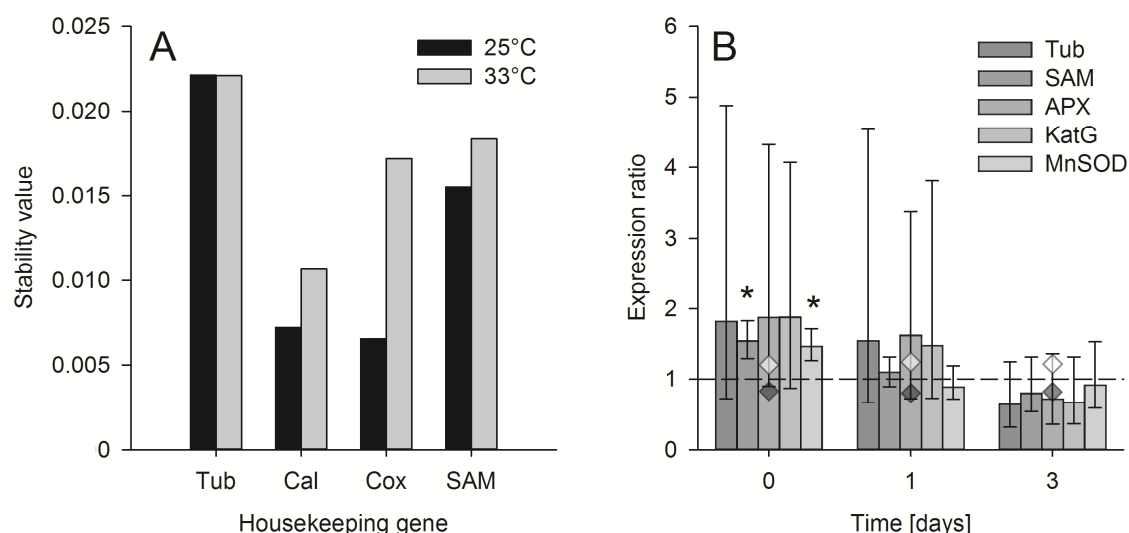 A
25°C
33°C
0.025
0.020
0.015
0.010
0.005
0
Stability value
Tub Cal Cox SAM
Housekeeping gene
B
Tub
SAM
APX
KatG
MnSOD
6
5
4
3
2
1
0
Expression ratio
* *
0 1 3
Time [days]